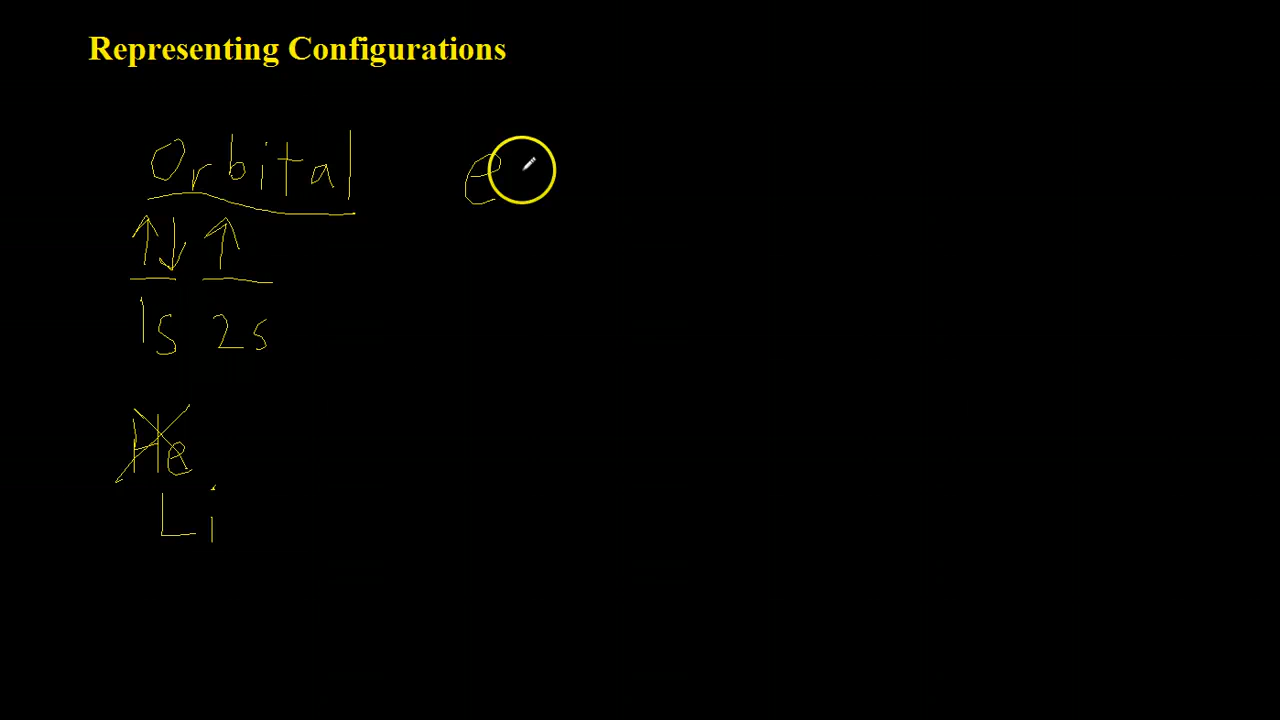 Representing Configurations
Orbital e
↑↓ ↑
1s 2s
He
Li